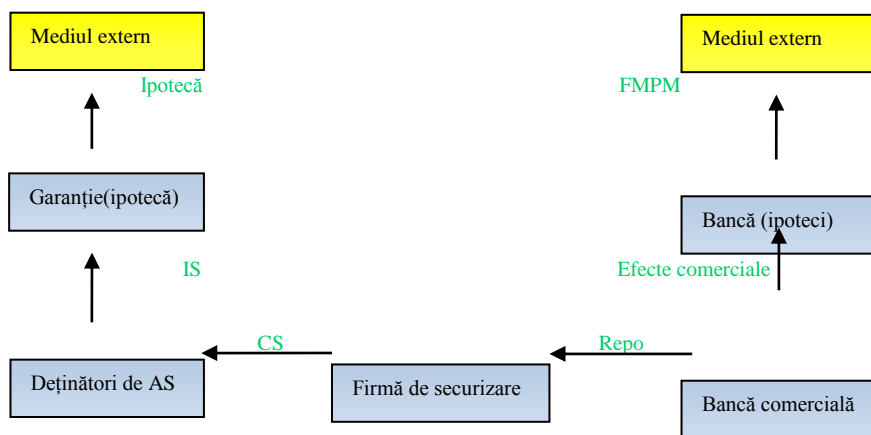 Mediul extern
Mediul extern
Ipotecă
FMPM
Garanție(ipotecă)
Bancă (ipoteci)
IS
Efecte comerciale
CS
Repo
Deținători de AS
Firmă de securizare
Bancă comercială